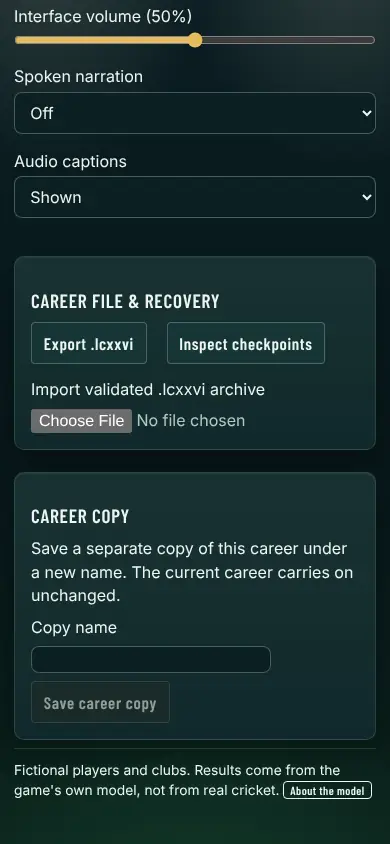 Interface volume (50%)
Spoken narration
Off
Audio captions
Shown
CAREER FILE & RECOVERY
Export .lcxxvi
Inspect checkpoints
Import validated .lcxxvi archive
Choose File No file chosen
CAREER COPY
Save a separate copy of this career under
a new name. The current career carries on
unchanged.
Copy name
Save career copy
Fictional players and clubs. Results come from the
game's own model, not from real cricket. About the model